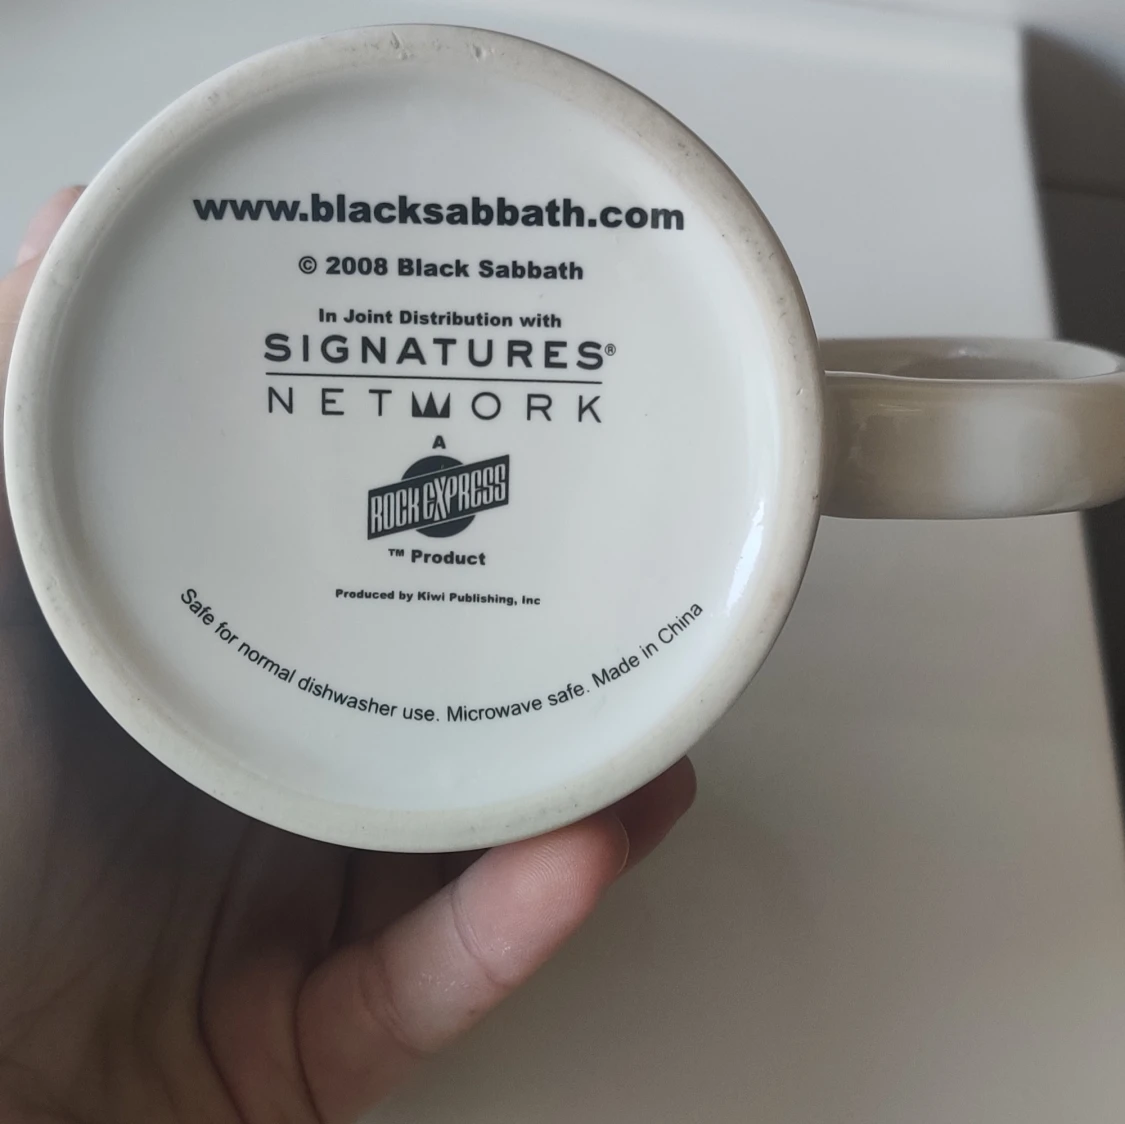 www.blacksabbath.com
© 2008 Black Sabbath
In Joint Distribution with
SIGNATURES®
NETWORK
A
ROCK EXPRESS
™ Product
Produced by Kiwi Publishing, Inc
Safe for normal dishwasher use. Microwave safe. Made in China